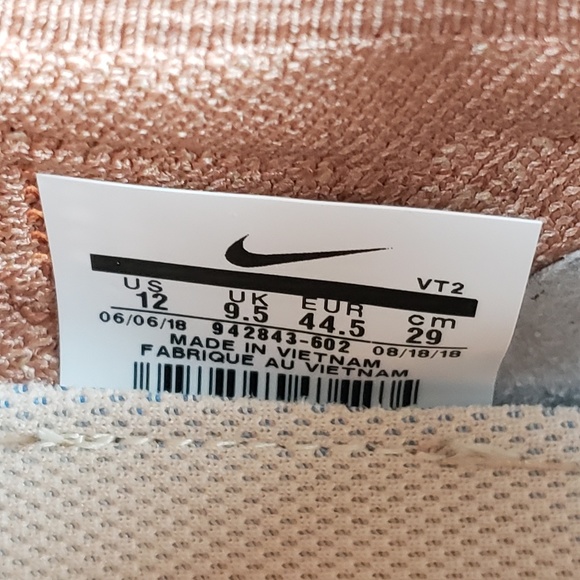 VT2
US UK EUR cm
12 9.5 44.5 29
06/06/18 942843-602 08/18/18
MADE IN VIETNAM
FABRIQUE AU VIETNAM